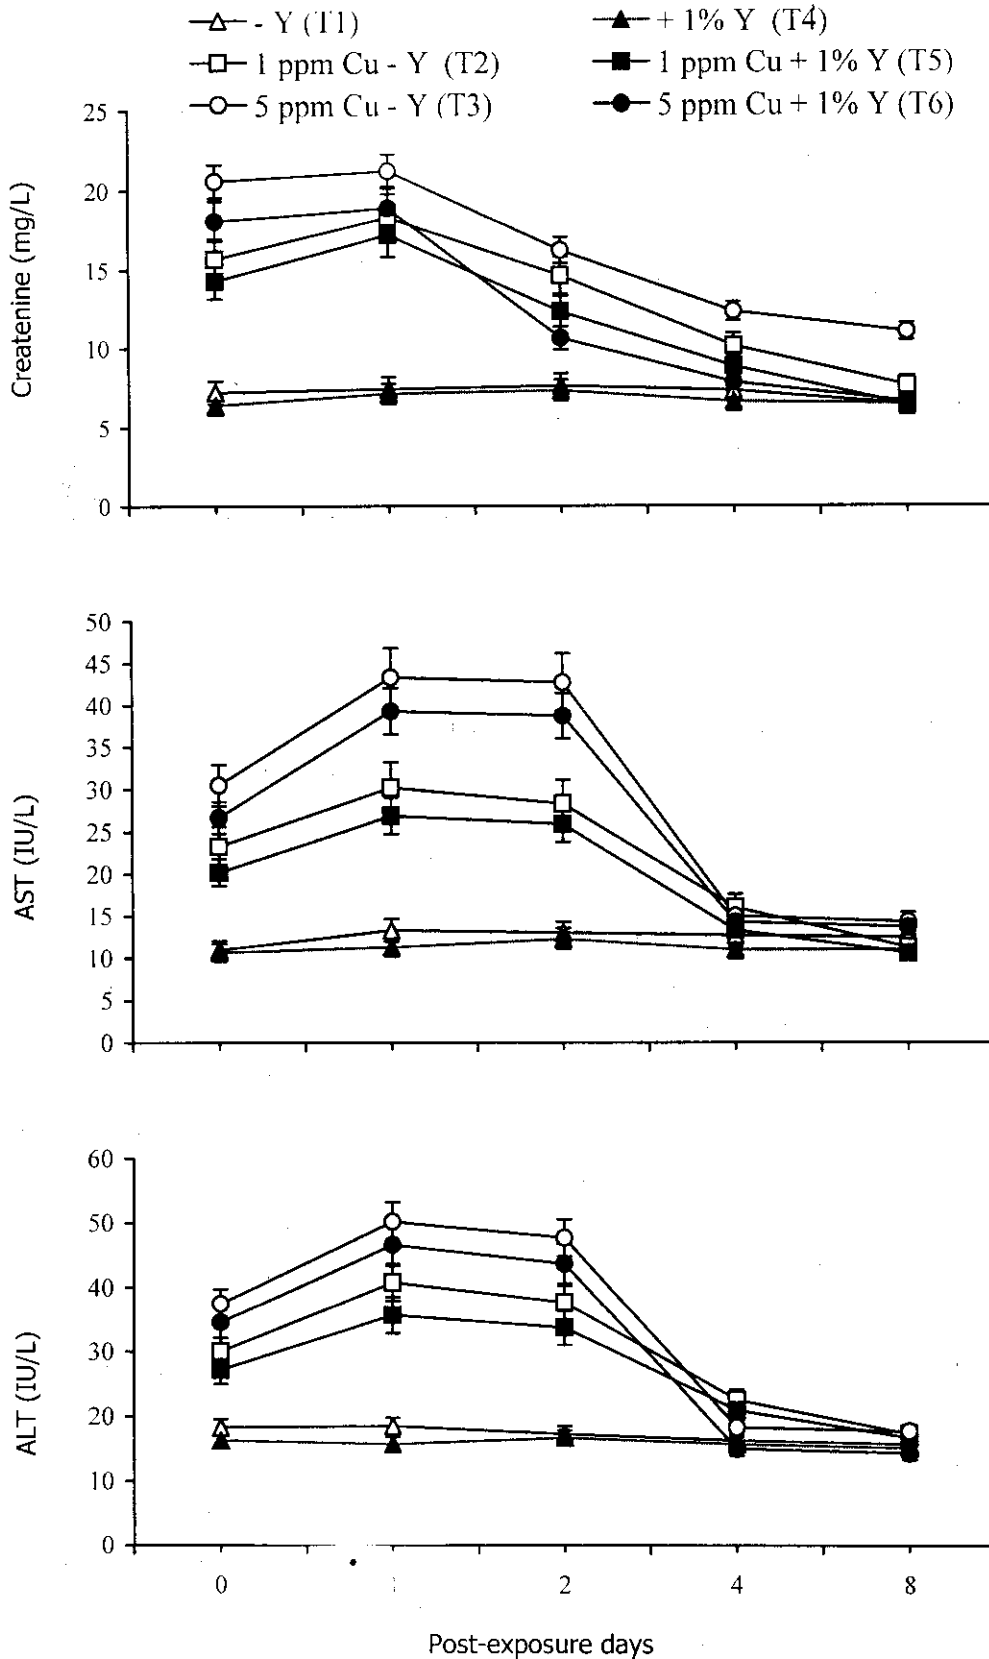 - Y (T1)
+ 1% Y (T4)
1 ppm Cu - Y (T2)
1 ppm Cu + 1% Y (T5)
5 ppm Cu - Y (T3)
5 ppm Cu + 1% Y (T6)
Createnine (mg/L)
25
20
15
10
5
0
AST (IU/L)
50
45
40
35
30
25
20
15
10
5
0
ALT (IU/L)
60
50
40
30
20
10
0
0 1 2 4 8
Post-exposure days